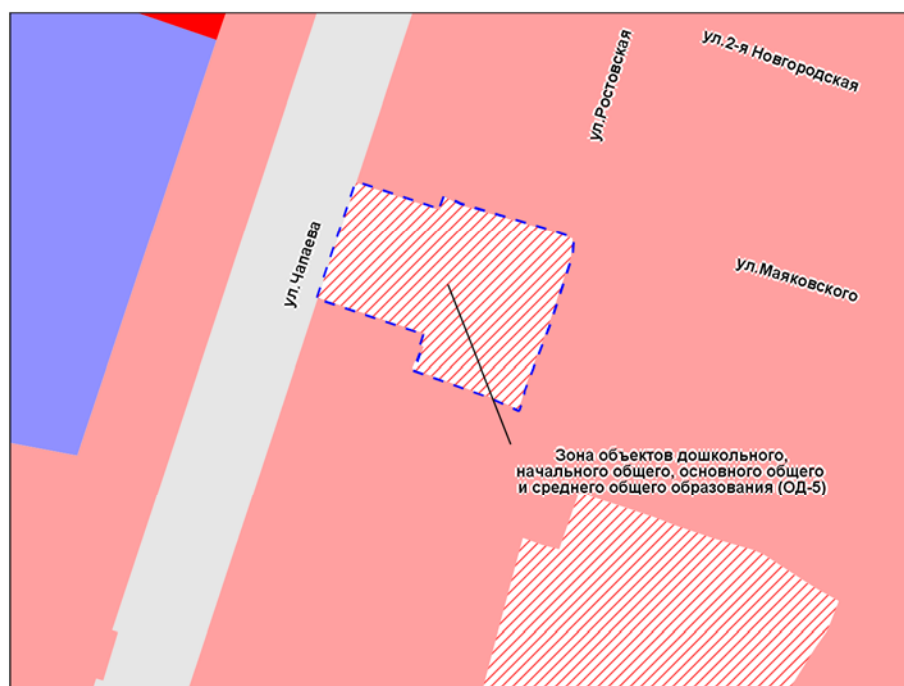 ул.2-я Новгородская
ул.Ростовская
ул.Чапаева
ул.Маяковского
Зона объектов дошкольного,
начального общего, основного общего
и среднего общего образования (ОД-5)